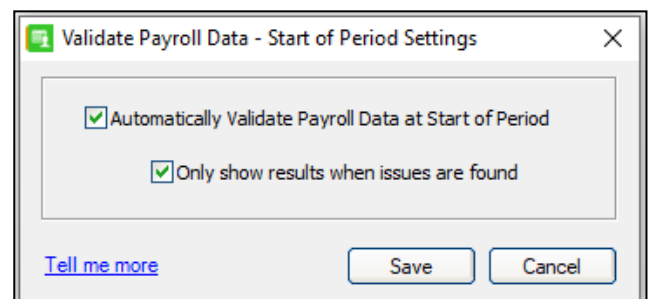 Validate Payroll Data - Start of Period Settings
Automatically Validate Payroll Data at Start of Period
Only show results when issues are found
Tell me more Save Cancel